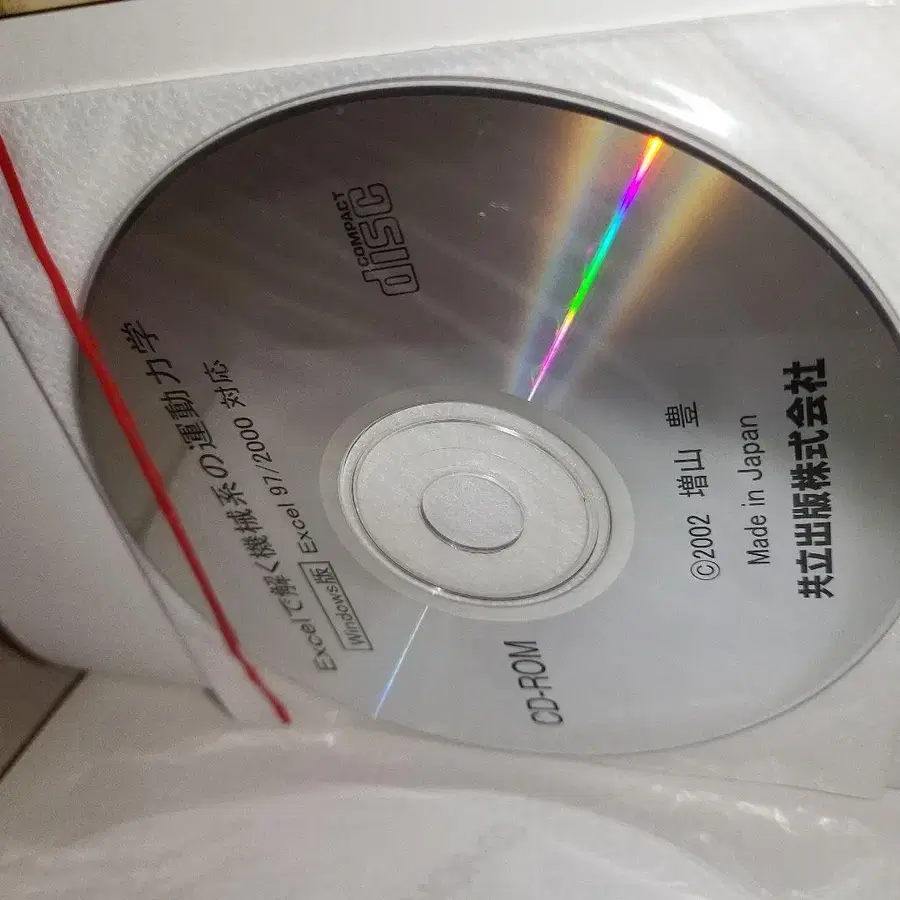 Excelで解く機械系の運動力学
Windows版 Excel 97/2000 対応
COMPACT
disc
CD-ROM
©2002 増山 豊
Made in Japan
共立出版株式会社